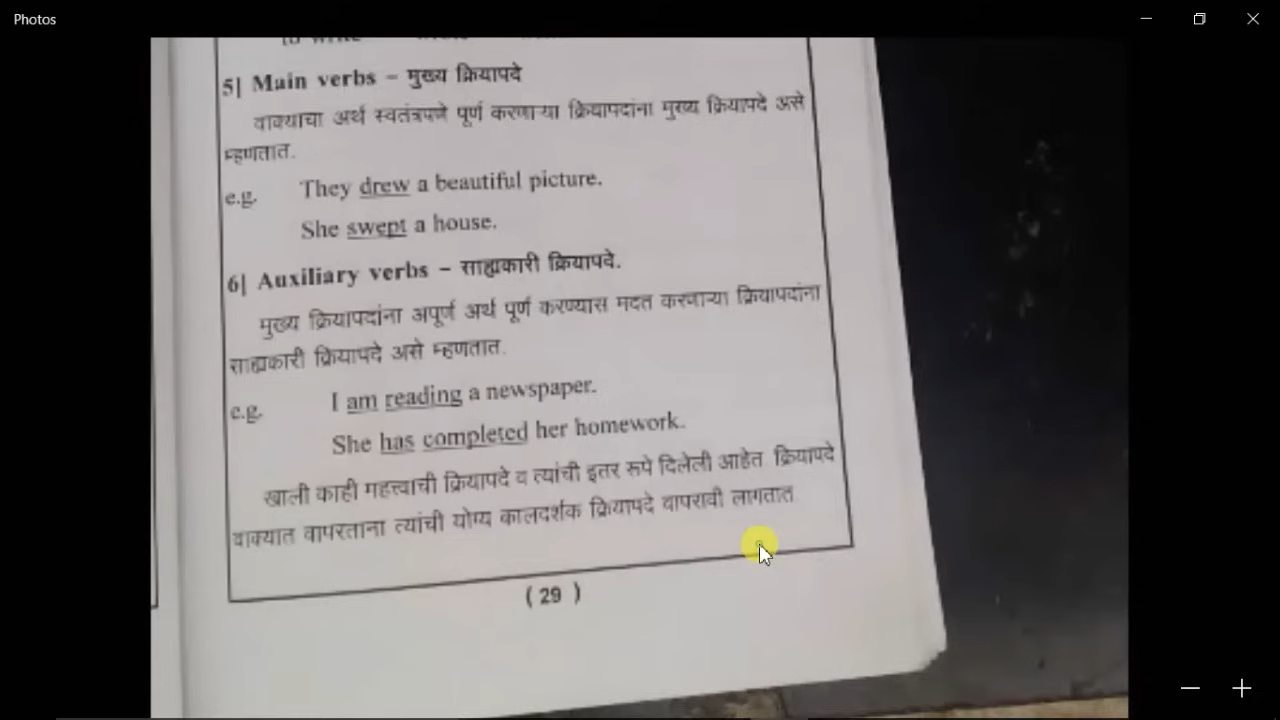 Photos
5] Main verbs – मुख्य क्रियापदे
वाक्याचा अर्थ स्वतंत्रपणे पूर्ण करणाऱ्या क्रियापदांना मुख्य क्रियापदे असे
म्हणतात.
e.g. They drew a beautiful picture.
She swept a house.
6] Auxiliary verbs – साह्यकारी क्रियापदे.
मुख्य क्रियापदांना अपूर्ण अर्थ पूर्ण करण्यास मदत करणाऱ्या क्रियापदांना
साह्यकारी क्रियापदे असे म्हणतात.
e.g. I am reading a newspaper.
She has completed her homework.
खाली काही महत्त्वाची क्रियापदे व त्यांची इतर रूपे दिलेली आहेत क्रियापदे
वाक्यात वापरताना त्यांची योग्य कालदर्शक क्रियापदे वापरावी लागतात
( 29 )